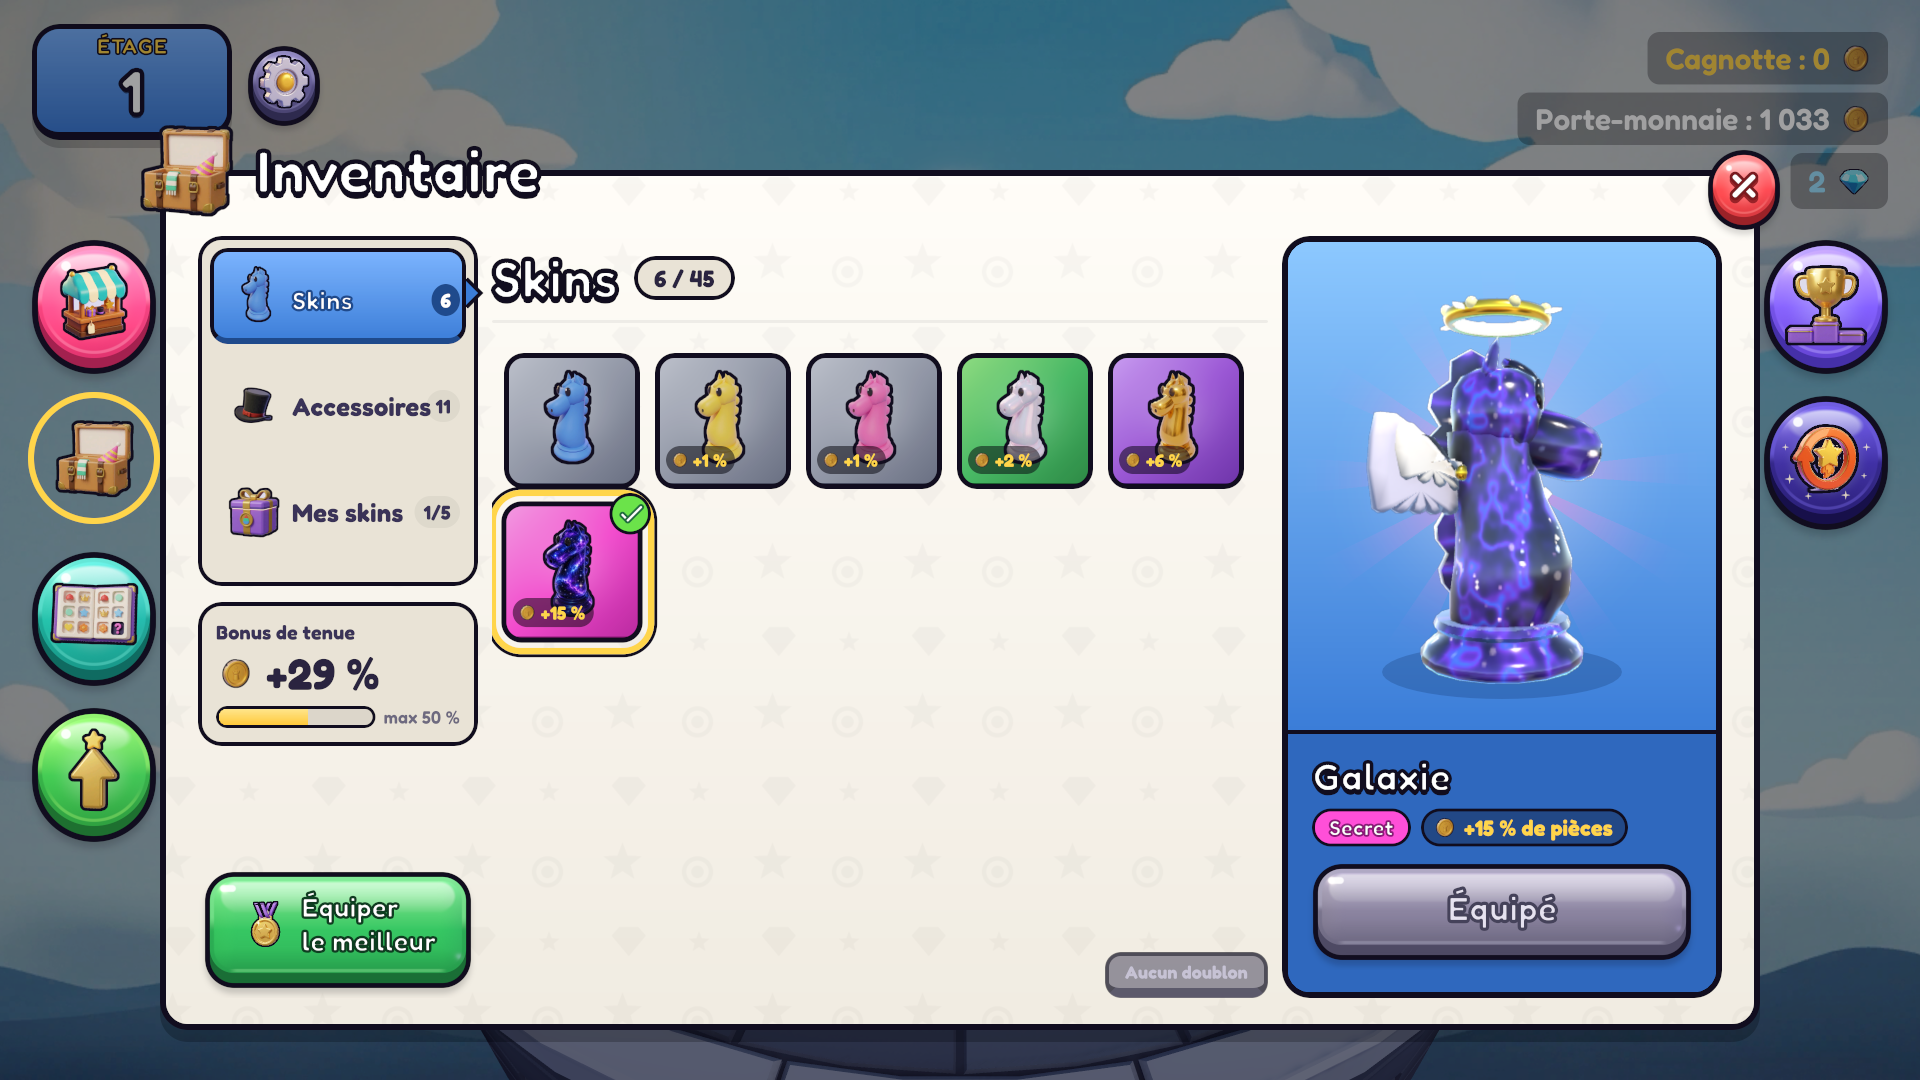 ÉTAGE
1
Cagnotte : 0
Porte-monnaie : 1 033
2
Inventaire
Skins
6
Accessoires 11
Mes skins 1/5
Skins 6 / 45
+1 %
+1 %
+2 %
+6 %
+15 %
Bonus de tenue
+29 %
max 50 %
Équiper
le meilleur
Aucun doublon
Galaxie
Secret
+15 % de pièces
Équipé